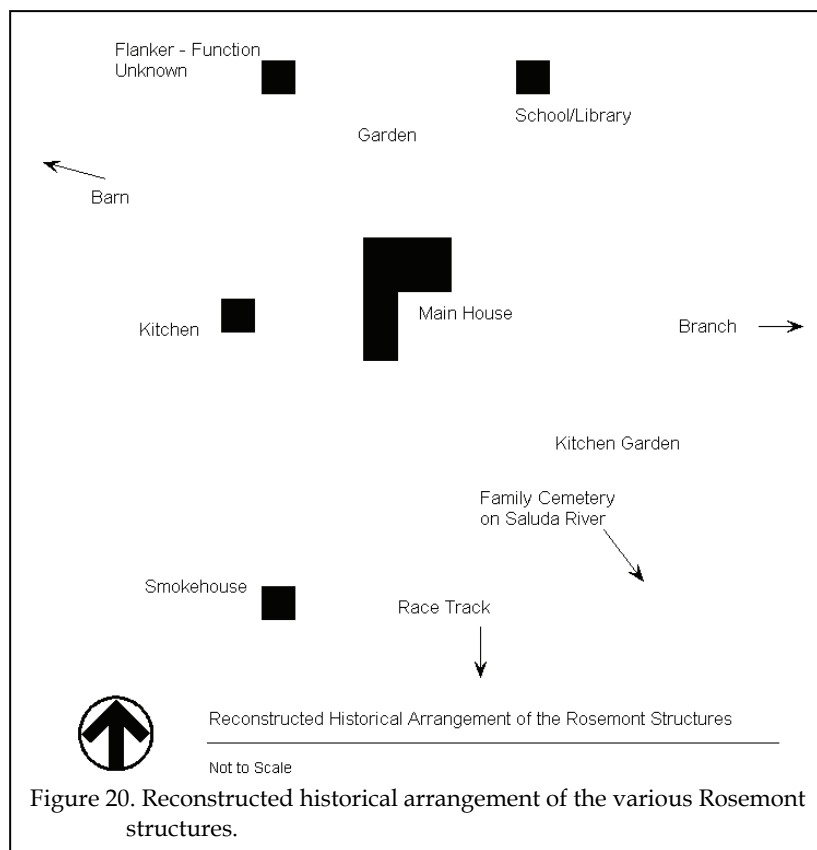 Flanker - Function
Unknown
School/Library
Garden
Barn
Main House
Kitchen
Branch
Kitchen Garden
Family Cemetery
on Saluda River
Smokehouse
Race Track
Reconstructed Historical Arrangement of the Rosemont Structures
Not to Scale
Figure 20. Reconstructed historical arrangement of the various Rosemont
structures.